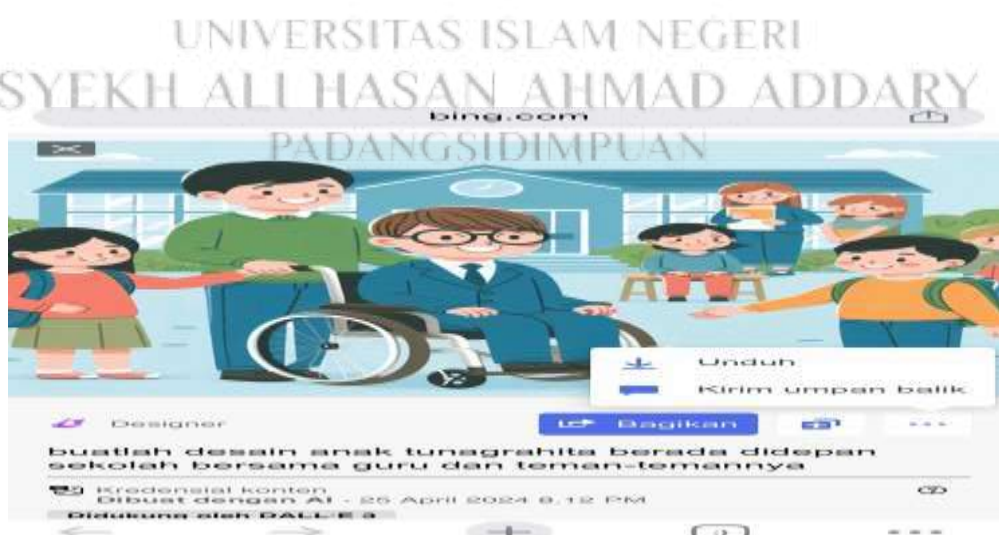 UNIVERSITAS ISLAM NEGERI
SYEKH ALI HASAN AHMAD ADDARY
bing.com
PADANGSIDIMPUAN
Unduh
Kirim umpan balik
Designer
Bagikan
buatlah desain anak tunagrahita berada didepan
sekolah bersama guru dan teman-temannya
Kredensial konten
Dibuat dengan AI - 25 April 2024 8.12 PM
Didukung oleh DALL·E 3